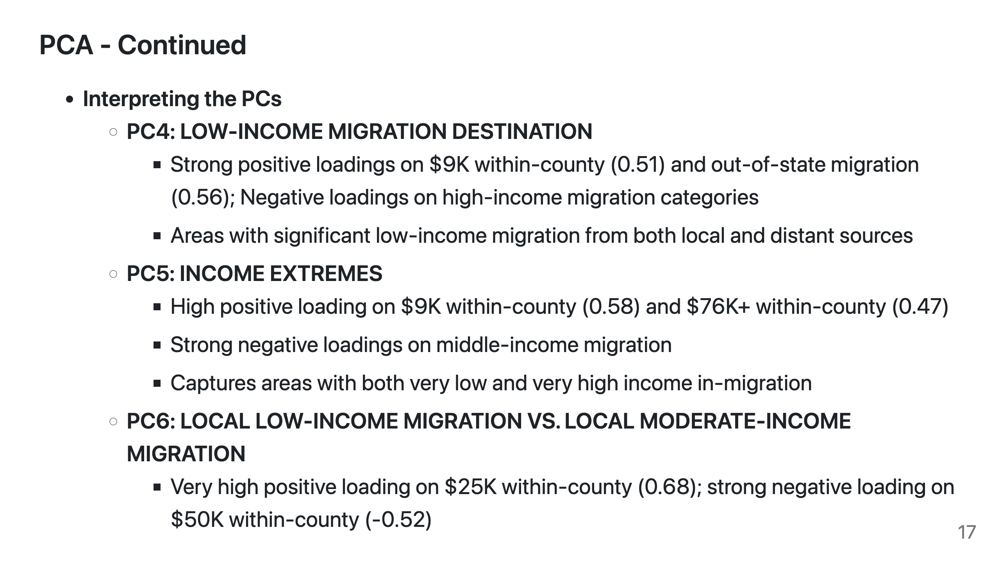 PCA - Continued
• Interpreting the PCs
○ PC4: LOW-INCOME MIGRATION DESTINATION
▪ Strong positive loadings on $9K within-county (0.51) and out-of-state migration
(0.56); Negative loadings on high-income migration categories
▪ Areas with significant low-income migration from both local and distant sources
○ PC5: INCOME EXTREMES
▪ High positive loading on $9K within-county (0.58) and $76K+ within-county (0.47)
▪ Strong negative loadings on middle-income migration
▪ Captures areas with both very low and very high income in-migration
○ PC6: LOCAL LOW-INCOME MIGRATION VS. LOCAL MODERATE-INCOME
MIGRATION
▪ Very high positive loading on $25K within-county (0.68); strong negative loading on
$50K within-county (-0.52)
17